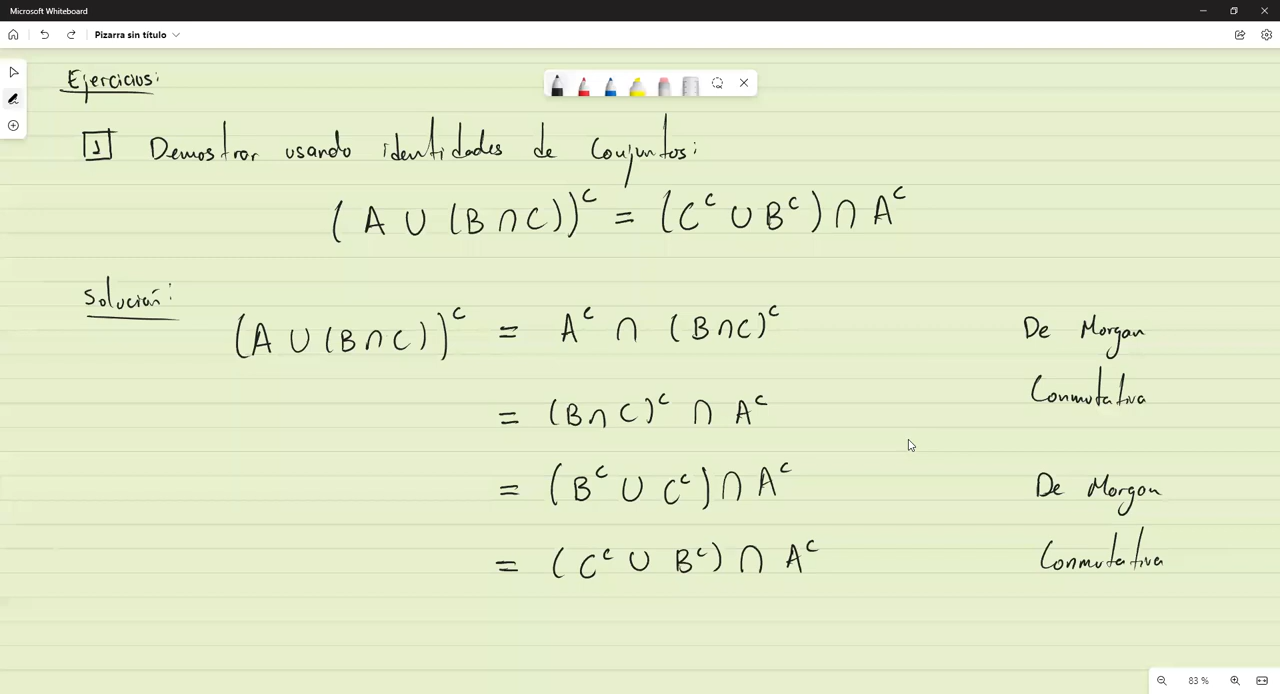 Microsoft Whiteboard
Pizarra sin título
Ejercicios:
1 Demostrar usando identidades de Conjuntos:
(A ∪ (B ∩ C))ᶜ = (Cᶜ ∪ Bᶜ) ∩ Aᶜ
Solución:
(A ∪ (B ∩ C))ᶜ = Aᶜ ∩ (B ∩ C)ᶜ De Morgan
= (B ∩ C)ᶜ ∩ Aᶜ Conmutativa
= (Bᶜ ∪ Cᶜ) ∩ Aᶜ De Morgan
= (Cᶜ ∪ Bᶜ) ∩ Aᶜ Conmutativa
83 %